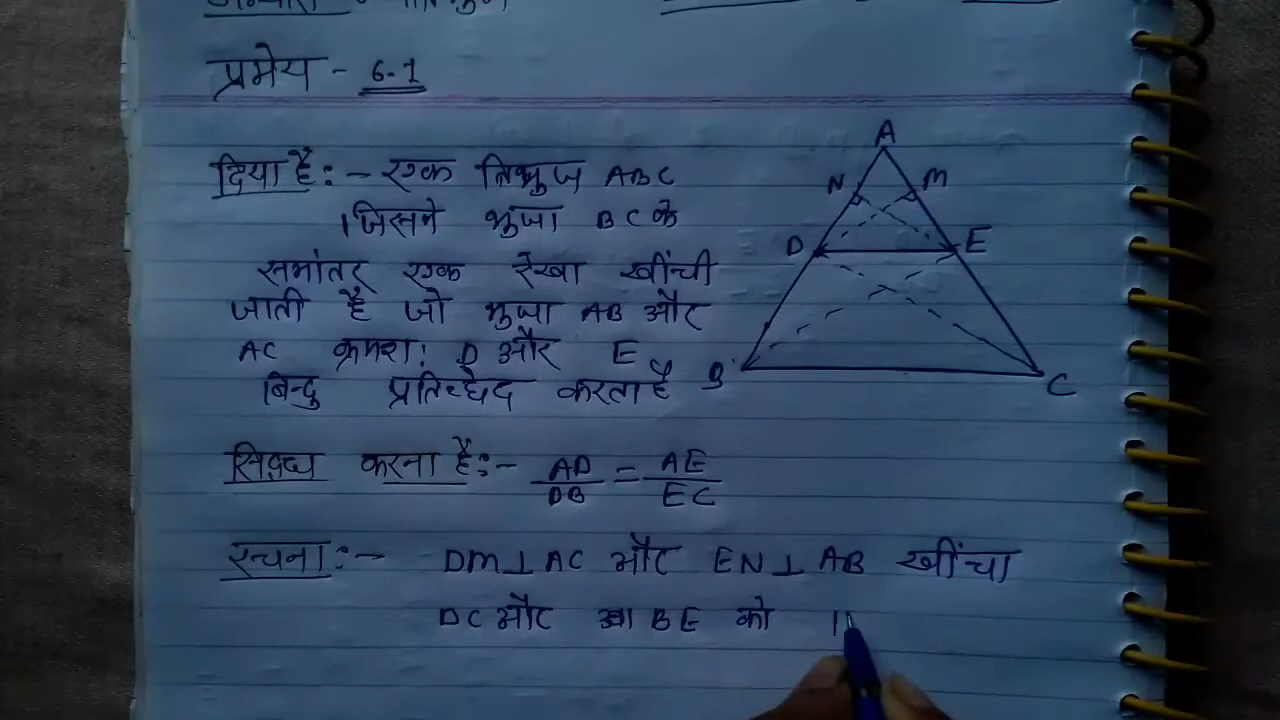 प्रमेय - 6.1
दिया है:- एक त्रिभुज ABC
जिसने भुजा BC के
समांतर एक रेखा खींची
जाती है जो भुजा AB और
AC क्रमश: D और E
बिन्दु प्रतिच्छेद करता है
सिद्ध करना है:- AD/DB = AE/EC
रचना:- DM⊥AC और EN⊥AB खींचा
DC और BE को
A
N M
D E
B C